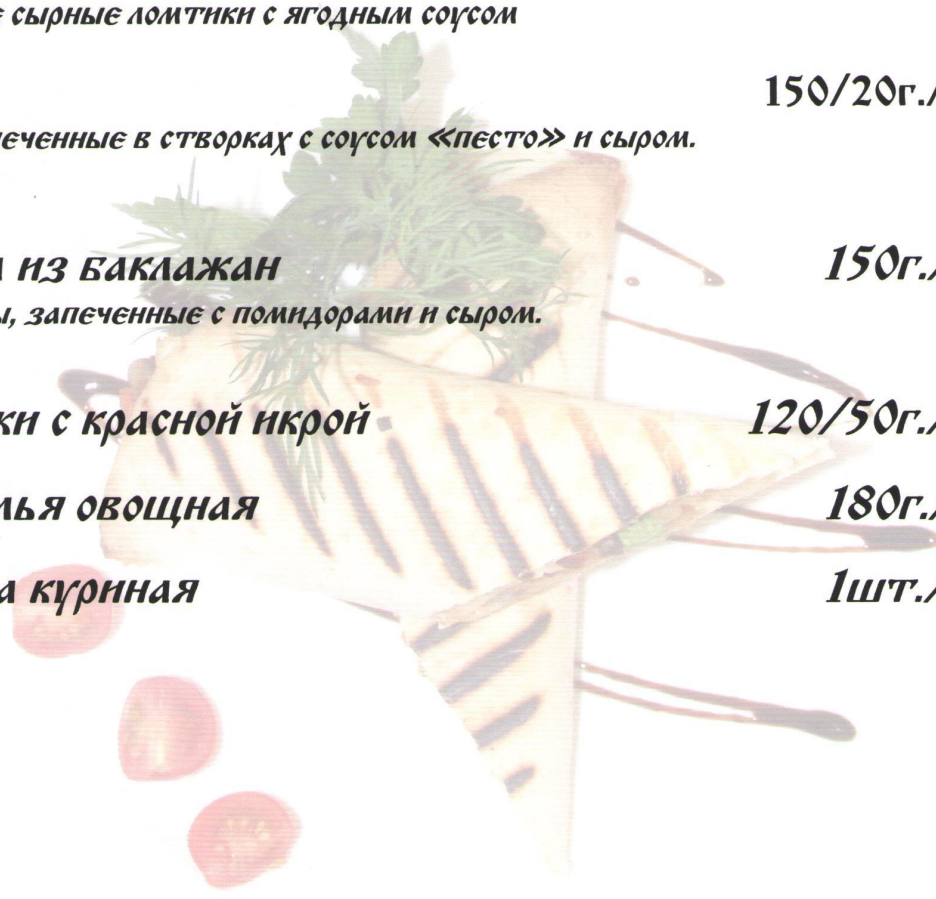 сырные ломтики с ягодным соусом
150/20г./
еченные в створках с соусом «песто» и сыром.
из баклажан 150г./
ы, запеченные с помидорами и сыром.
ки с красной икрой 120/50г./
лья овощная 180г./
а куриная 1шт./